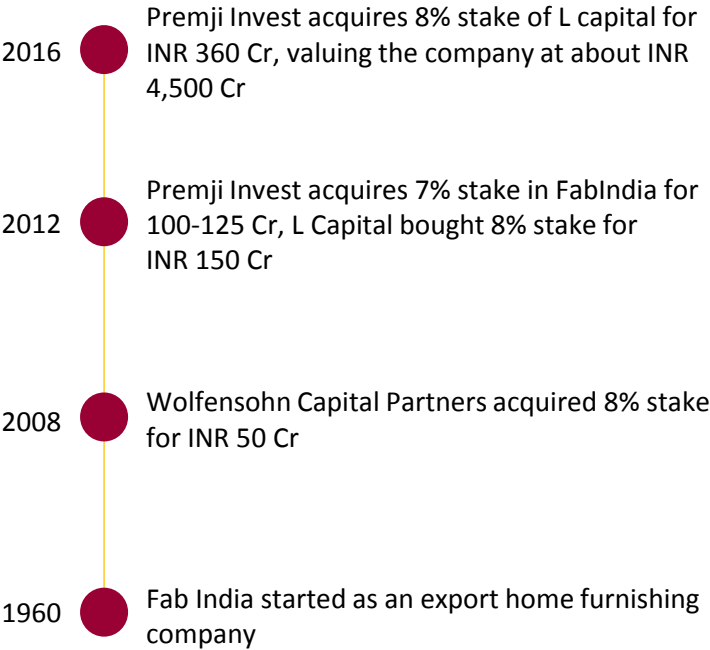 2016
Premji Invest acquires 8% stake of L capital for
INR 360 Cr, valuing the company at about INR
4,500 Cr
2012
Premji Invest acquires 7% stake in FabIndia for
100-125 Cr, L Capital bought 8% stake for
INR 150 Cr
2008
Wolfensohn Capital Partners acquired 8% stake
for INR 50 Cr
1960
Fab India started as an export home furnishing
company